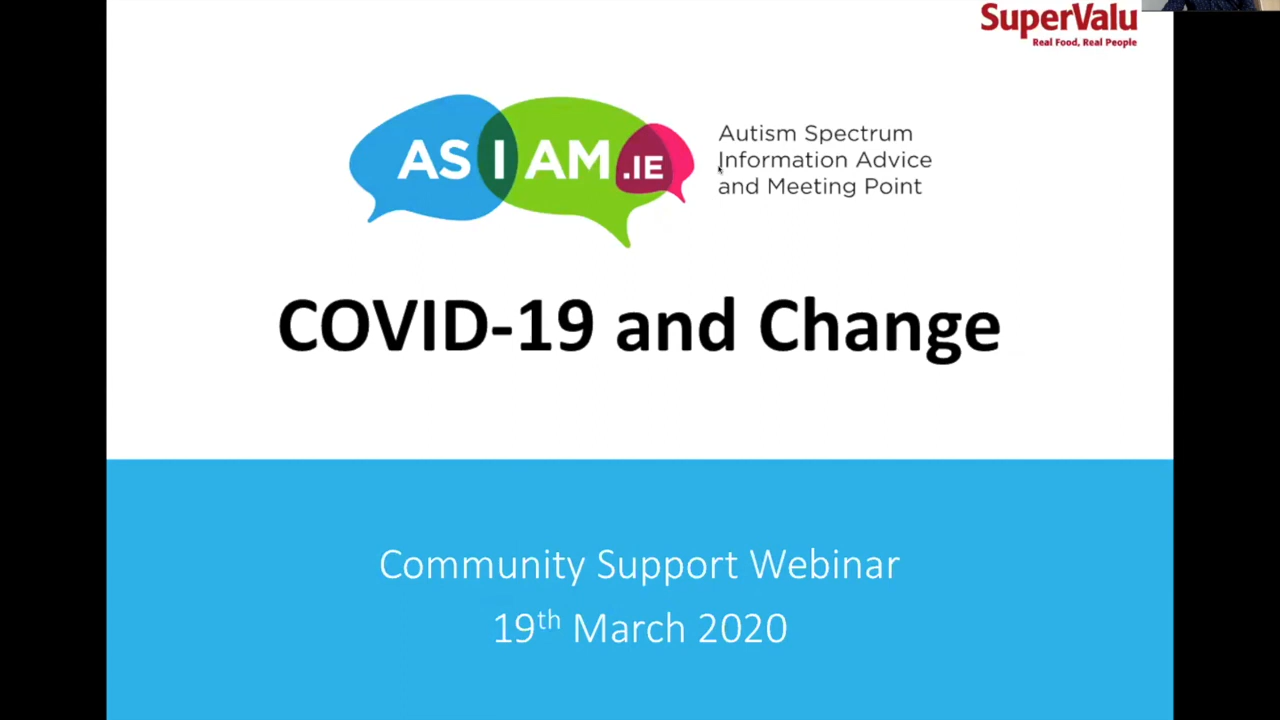 SuperValu
Real Food, Real People
AS I AM .IE
Autism Spectrum
Information Advice
and Meeting Point
COVID-19 and Change
Community Support Webinar
19th March 2020